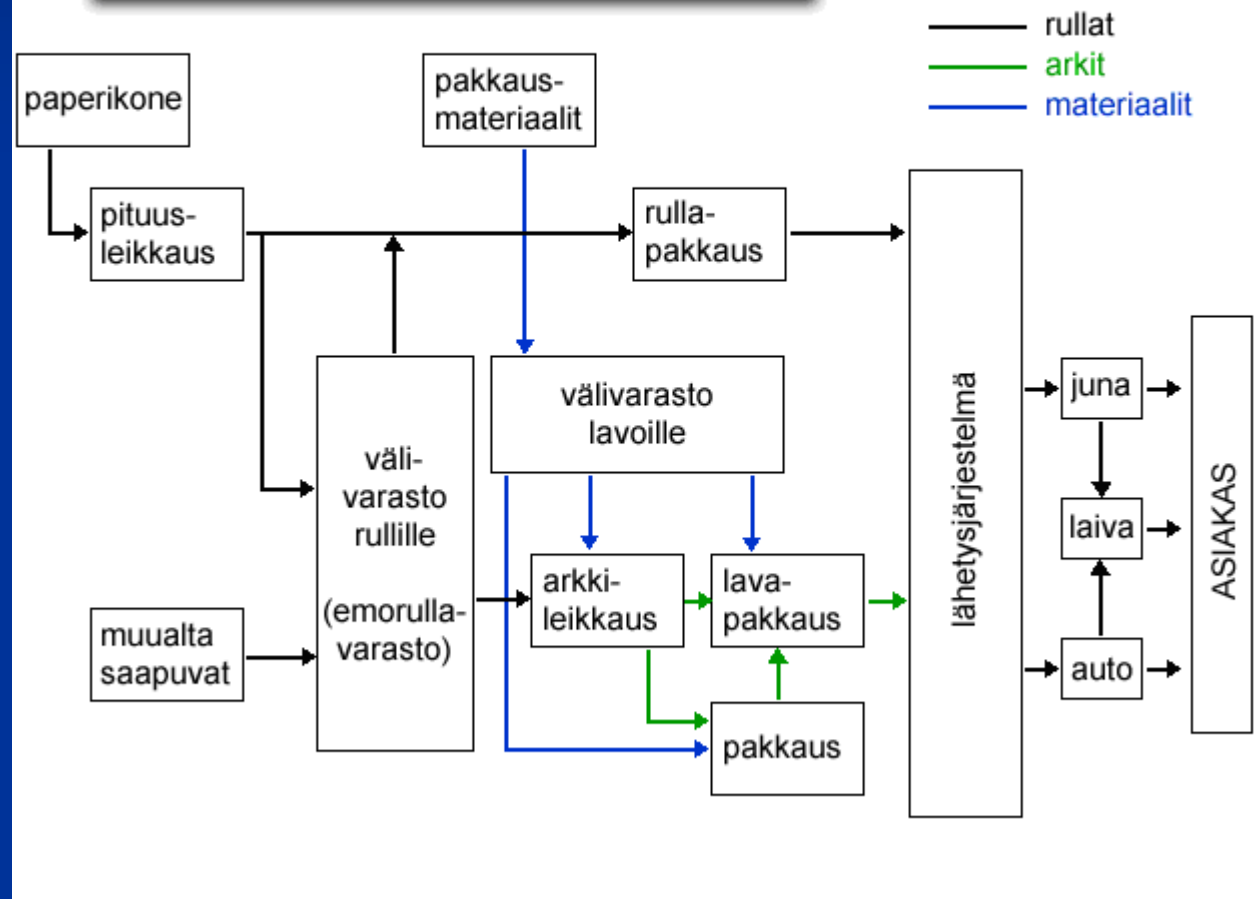 rullat
arkit
materiaalit
paperikone
pakkaus-
materiaalit
pituus-
leikkaus
rulla-
pakkaus
välivarasto
lavoille
väli-
varasto
rullille
(emorulla-
varasto)
muualta
saapuvat
arkki-
leikkaus
lava-
pakkaus
pakkaus
lähetysjärjestelmä
juna
laiva
auto
ASIAKAS